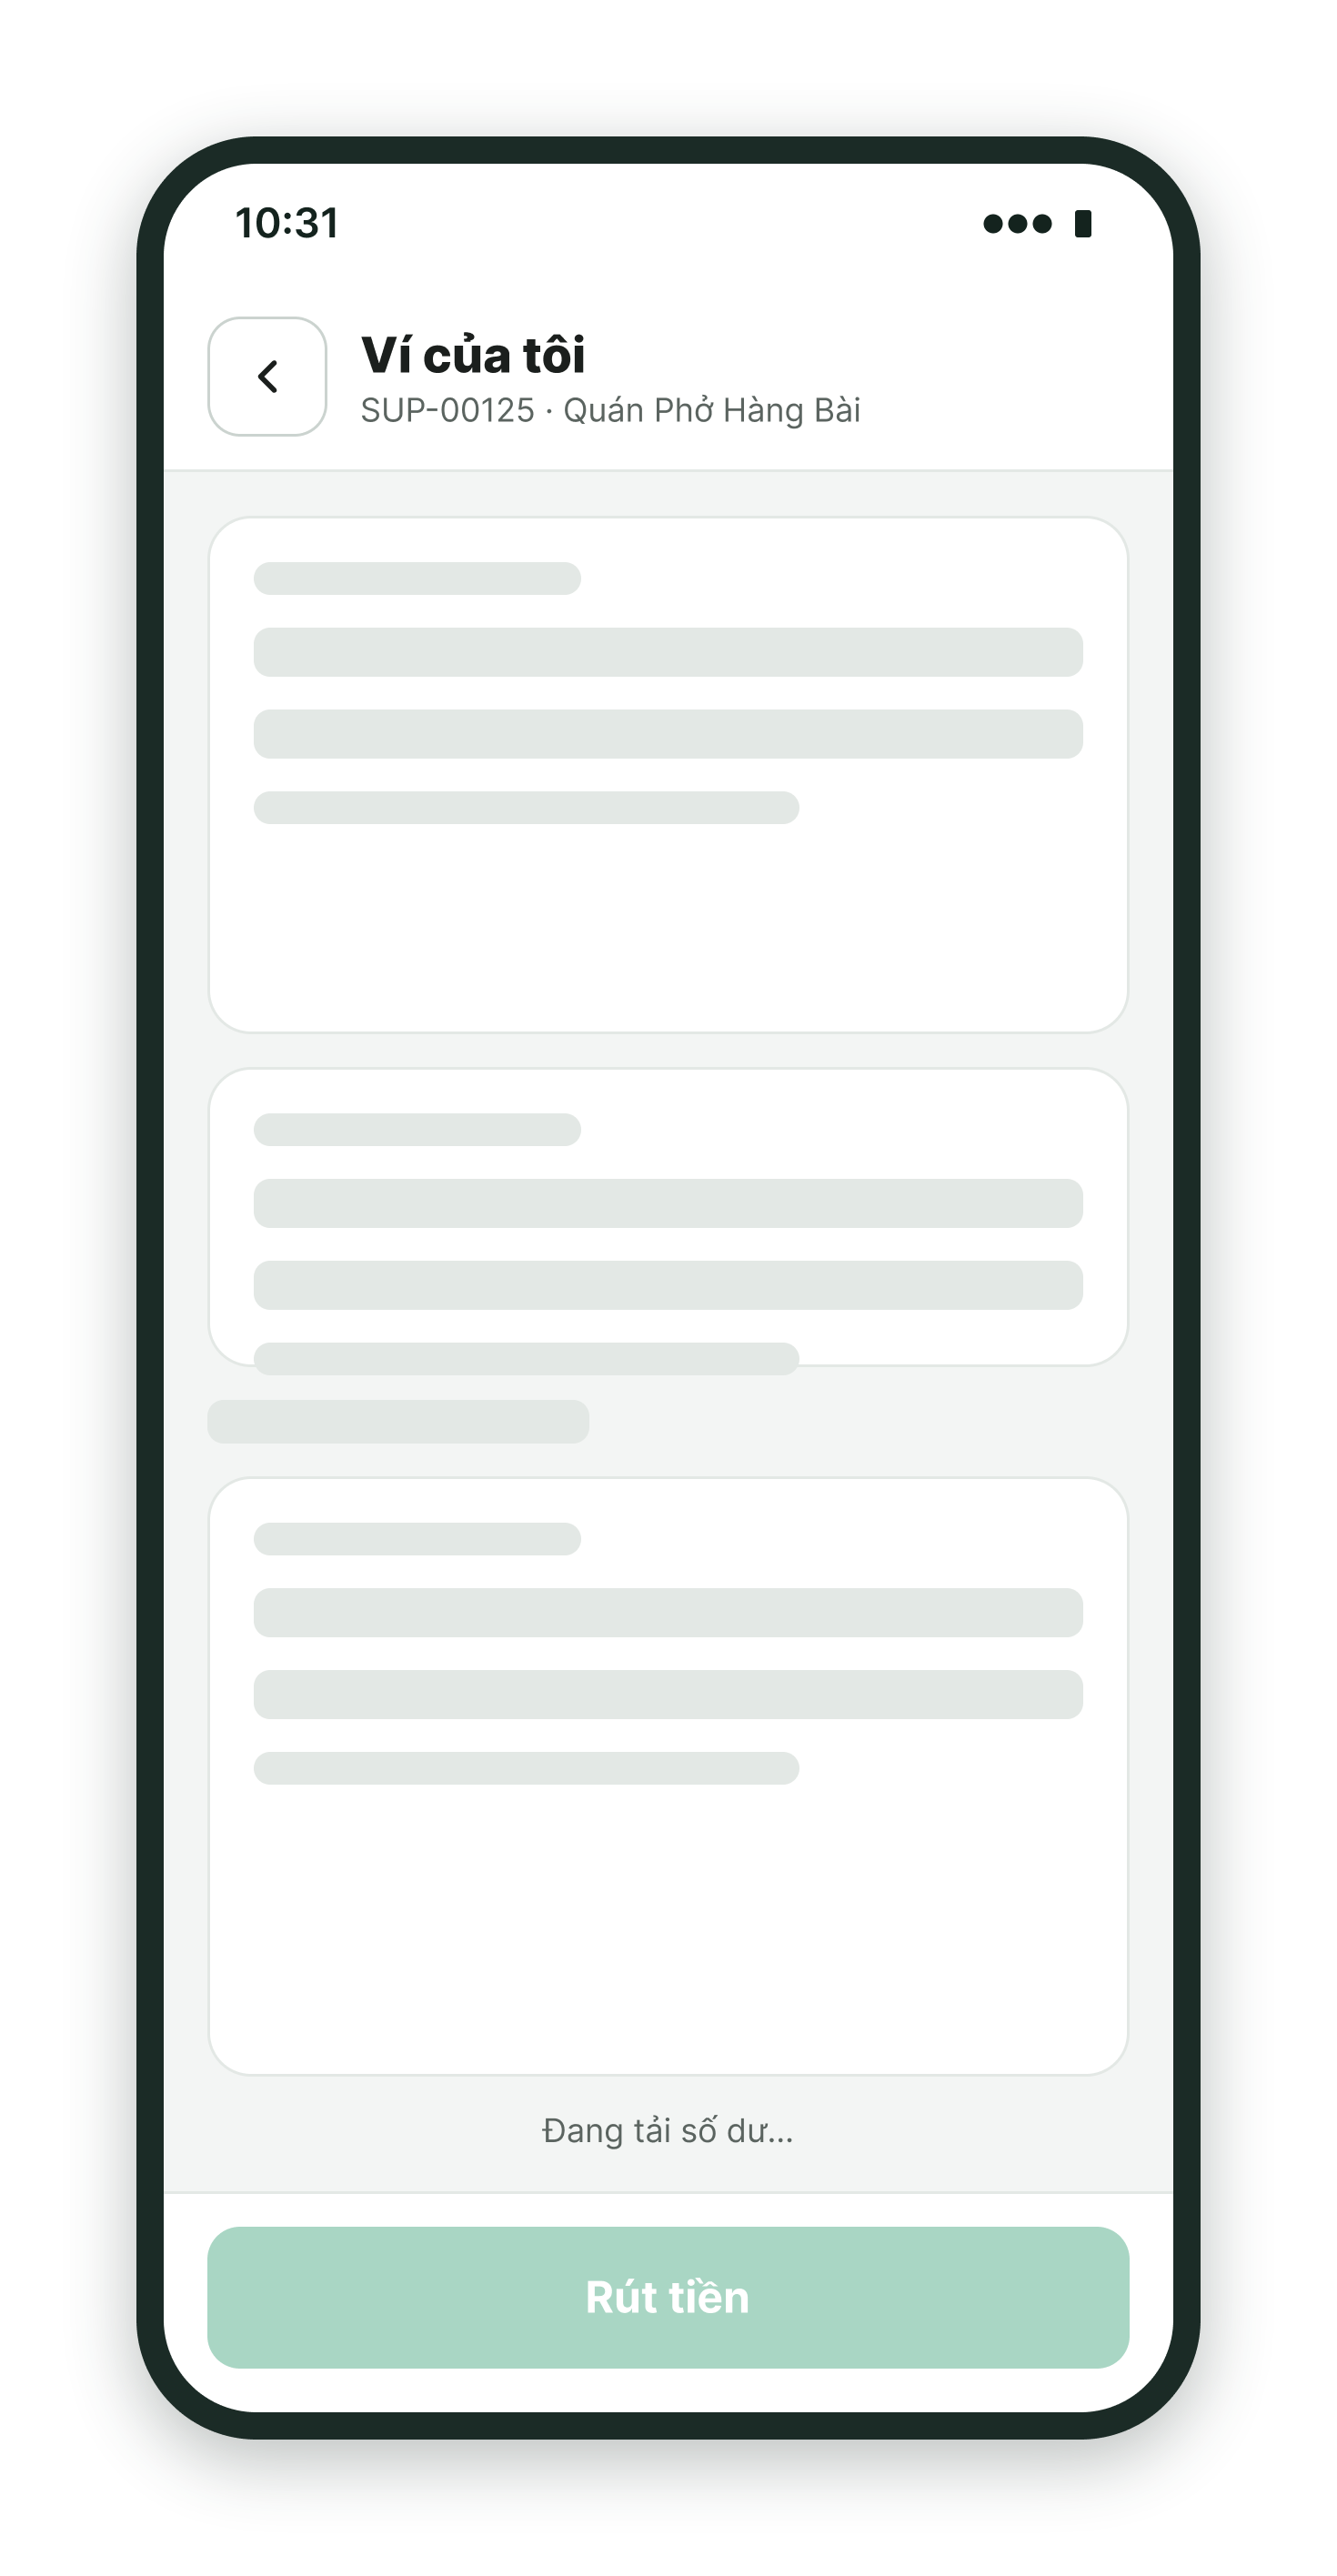 10:31
Ví của tôi
SUP-00125 · Quán Phở Hàng Bài
Đang tải số dư...
Rút tiền